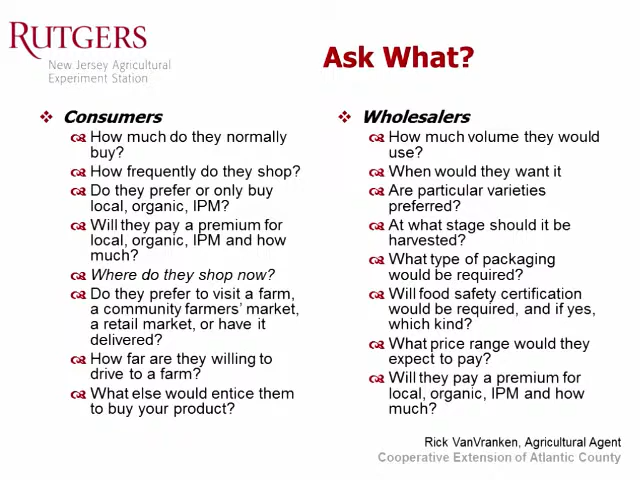 RUTGERS
New Jersey Agricultural
Experiment Station
Ask What?
Consumers
How much do they normally
buy?
How frequently do they shop?
Do they prefer or only buy
local, organic, IPM?
Will they pay a premium for
local, organic, IPM and how
much?
Where do they shop now?
Do they prefer to visit a farm,
a community farmers' market,
a retail market, or have it
delivered?
How far are they willing to
drive to a farm?
What else would entice them
to buy your product?
Wholesalers
How much volume they would
use?
When would they want it
Are particular varieties
preferred?
At what stage should it be
harvested?
What type of packaging
would be required?
Will food safety certification
would be required, and if yes,
which kind?
What price range would they
expect to pay?
Will they pay a premium for
local, organic, IPM and how
much?
Rick VanVranken, Agricultural Agent
Cooperative Extension of Atlantic County